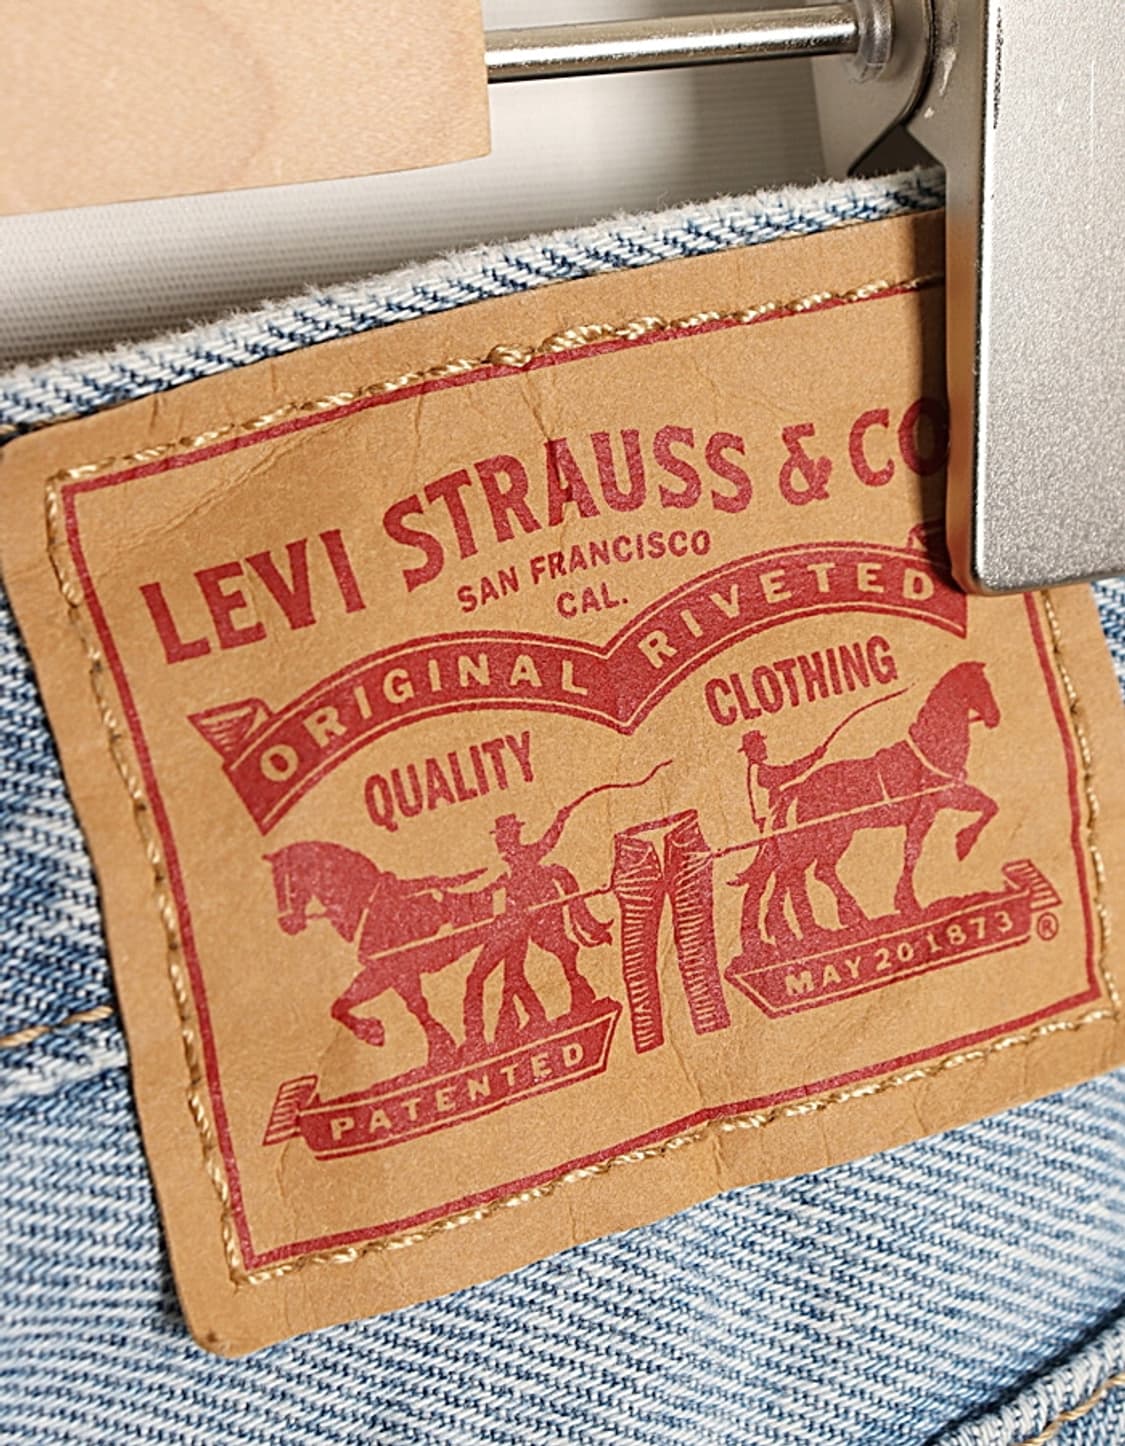 LEVI STRAUSS & CO
SAN FRANCISCO
CAL.
ORIGINAL RIVETED
QUALITY CLOTHING
PATENTED MAY 20 1873 ®